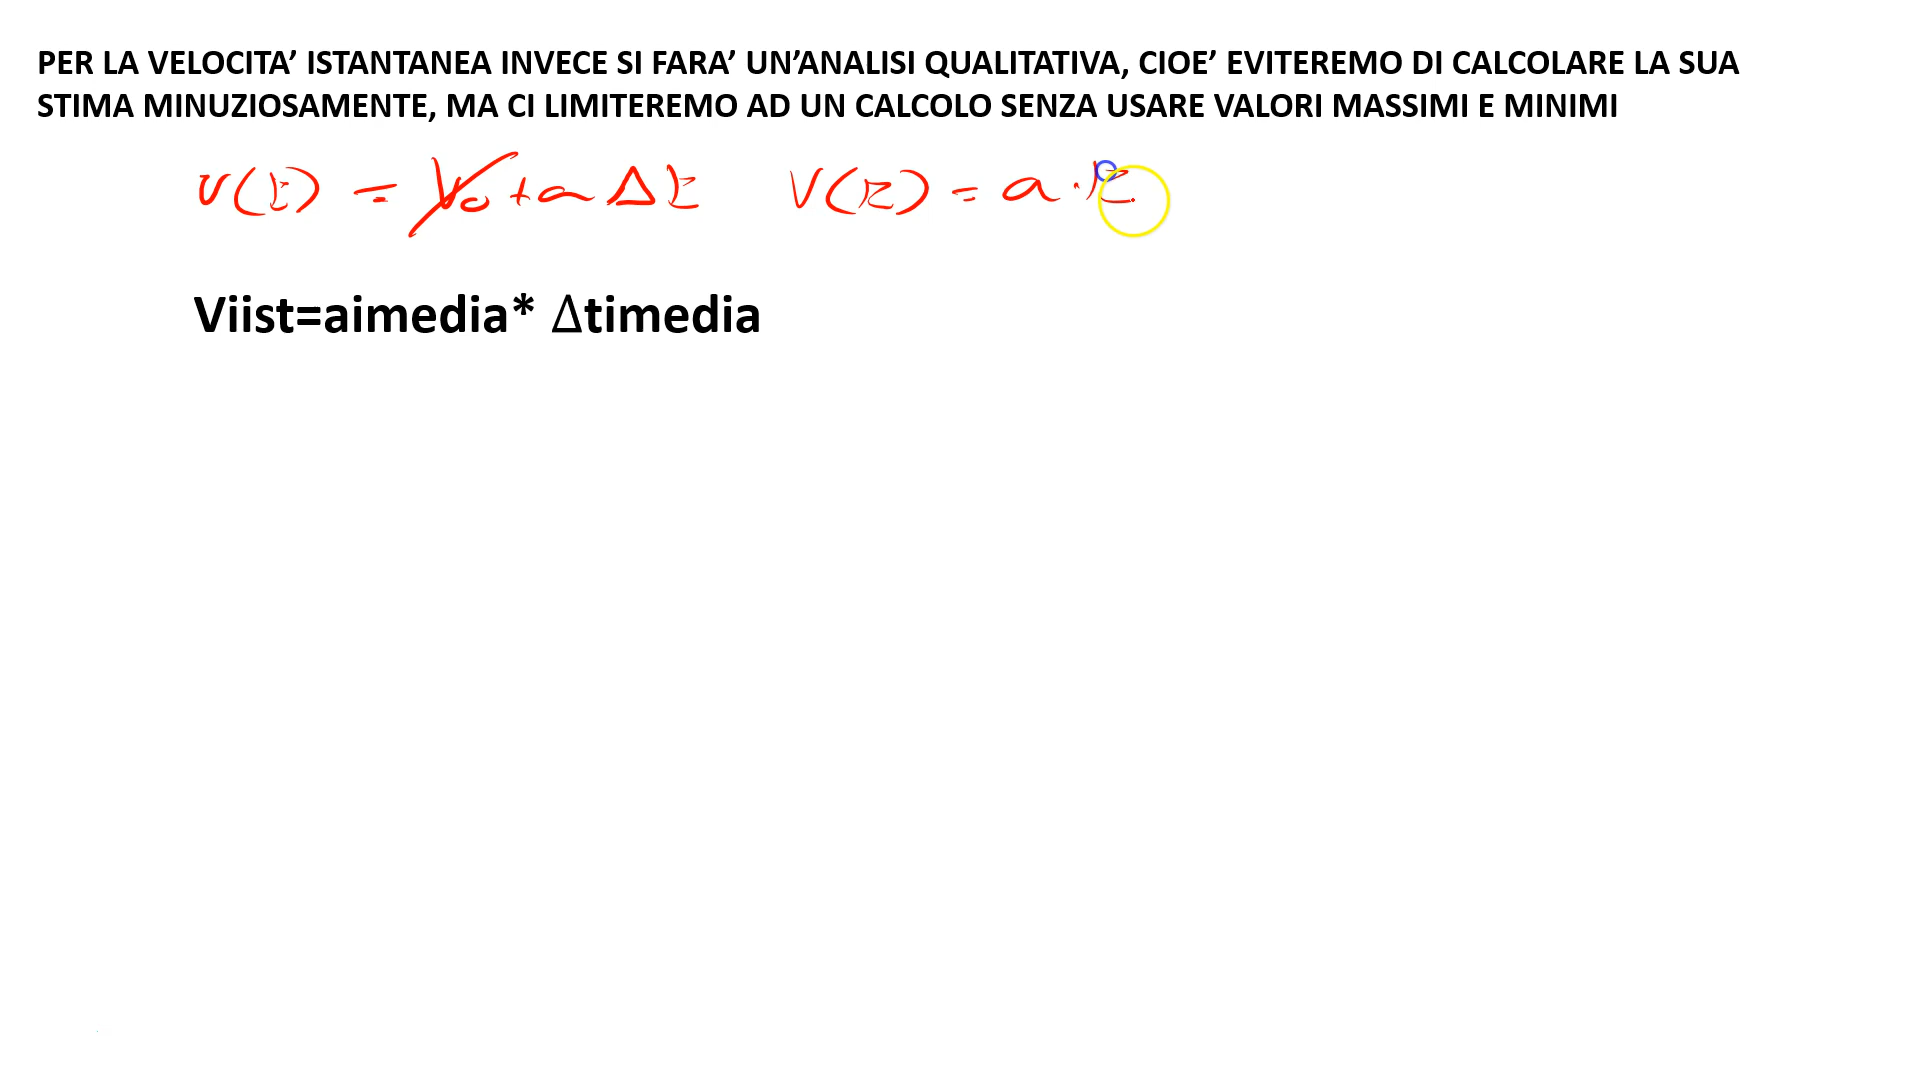 PER LA VELOCITA’ ISTANTANEA INVECE SI FARA’ UN’ANALISI QUALITATIVA, CIOE’ EVITEREMO DI CALCOLARE LA SUA
STIMA MINUZIOSAMENTE, MA CI LIMITEREMO AD UN CALCOLO SENZA USARE VALORI MASSIMI E MINIMI
v(t) = V₀ + a Δt V(t) = a · t
Viist=aimedia* Δtimedia